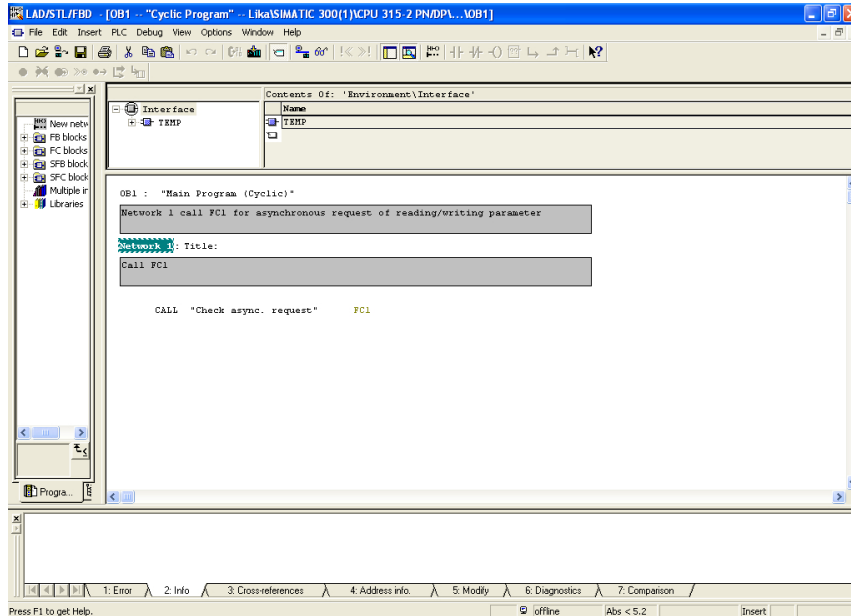 LAD/STL/FBD - [OB1 -- "Cyclic Program" -- Lika\SIMATIC 300(1)\CPU 315-2 PN/DP\...\OB1]
File Edit Insert PLC Debug View Options Window Help
Contents Of: 'Environment\Interface'
Interface
TEMP
Name
TEMP
New netw
FB blocks
FC blocks
SFB block
SFC block
Multiple ir
Libraries
OB1 : "Main Program (Cyclic)"
Network 1 call FC1 for asynchronous request of reading/writing parameter
Network 1: Title:
Call FC1
CALL "Check async. request" FC1
Progra...
1: Error 2: Info 3: Cross-references 4: Address info. 5: Modify 6: Diagnostics 7: Comparison
Press F1 to get Help. offline Abs < 5.2 Insert